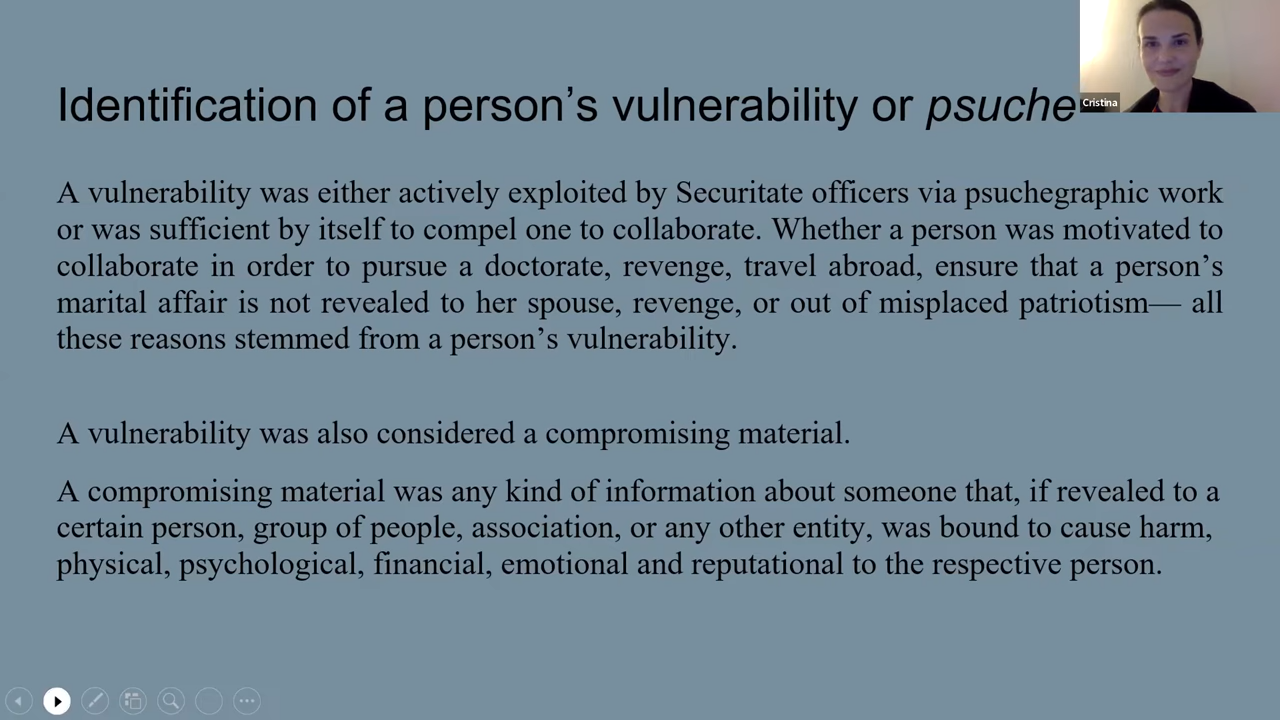 Identification of a person’s vulnerability or psuche
Cristina
A vulnerability was either actively exploited by Securitate officers via psuchegraphic work
or was sufficient by itself to compel one to collaborate. Whether a person was motivated to
collaborate in order to pursue a doctorate, revenge, travel abroad, ensure that a person’s
marital affair is not revealed to her spouse, revenge, or out of misplaced patriotism— all
these reasons stemmed from a person’s vulnerability.
A vulnerability was also considered a compromising material.
A compromising material was any kind of information about someone that, if revealed to a
certain person, group of people, association, or any other entity, was bound to cause harm,
physical, psychological, financial, emotional and reputational to the respective person.